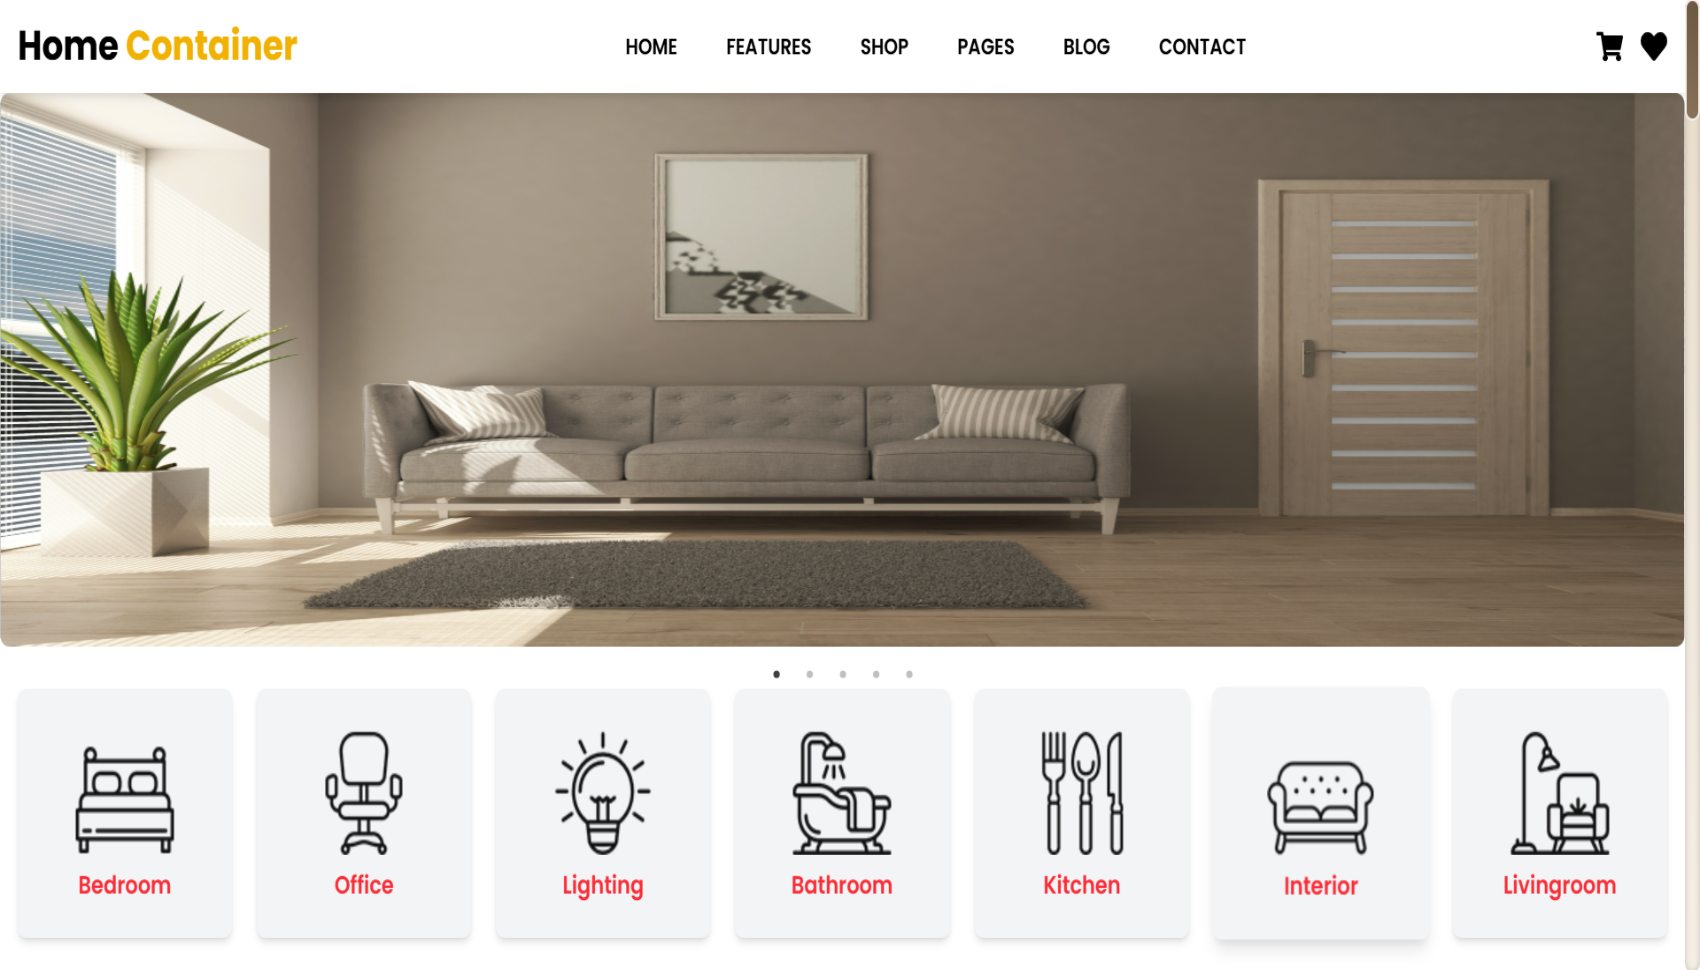 Home Container
HOME FEATURES SHOP PAGES BLOG CONTACT
Bedroom
Office
Lighting
Bathroom
Kitchen
Interior
Livingroom